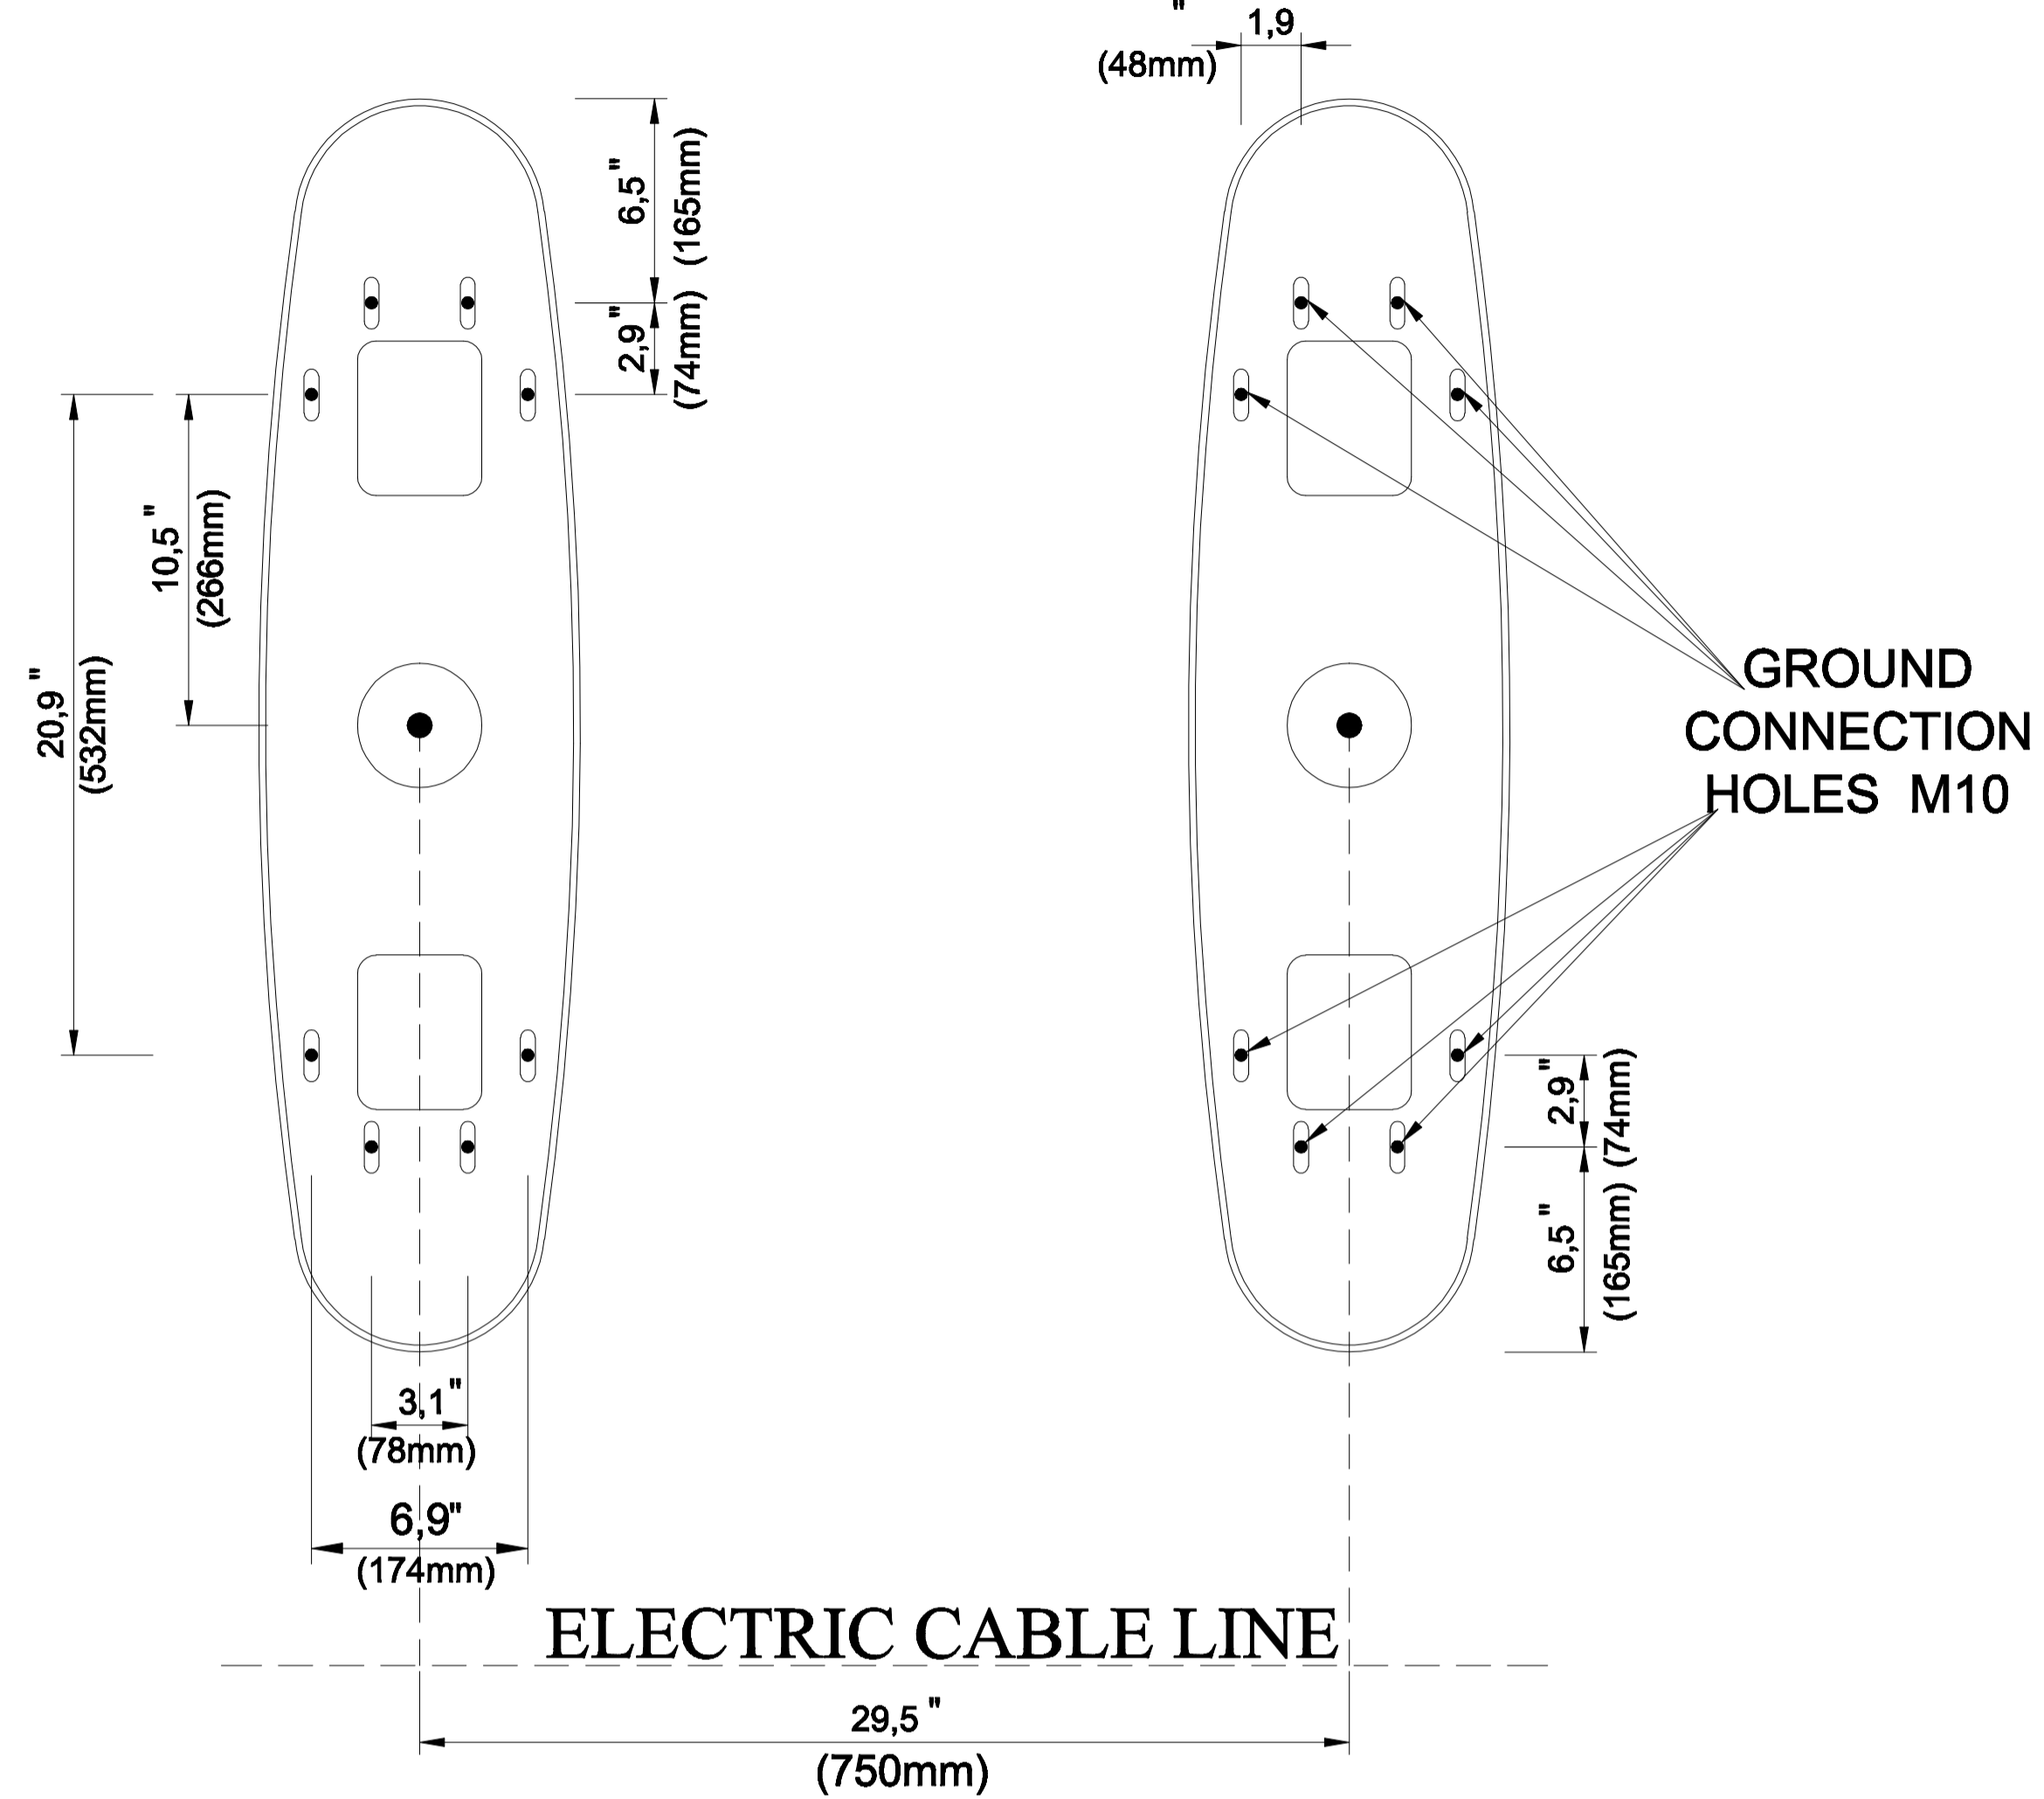 1,9 "
(48mm)
6,5"
(165mm)
2,9"
(74mm)
10,5"
(266mm)
20,9"
(532mm)
GROUND
CONNECTION
HOLES M10
2,9"
(74mm)
6,5"
(165mm)
3,1"
(78mm)
6,9"
(174mm)
ELECTRIC CABLE LINE
29,5"
(750mm)